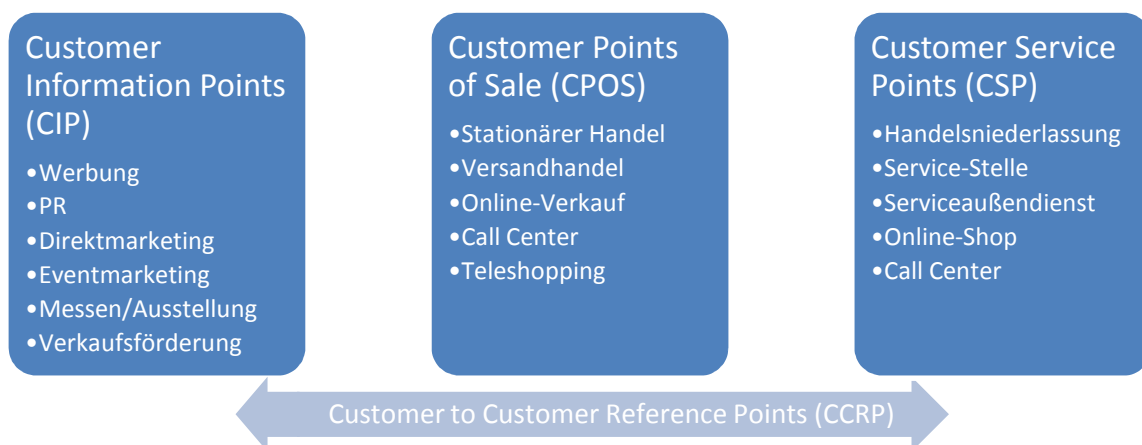 Customer
Information Points
(CIP)
•Werbung
•PR
•Direktmarketing
•Eventmarketing
•Messen/Ausstellung
•Verkaufsförderung
Customer Points
of Sale (CPOS)
•Stationärer Handel
•Versandhandel
•Online-Verkauf
•Call Center
•Teleshopping
Customer Service
Points (CSP)
•Handelsniederlassung
•Service-Stelle
•Serviceaußendienst
•Online-Shop
•Call Center
Customer to Customer Reference Points (CCRP)